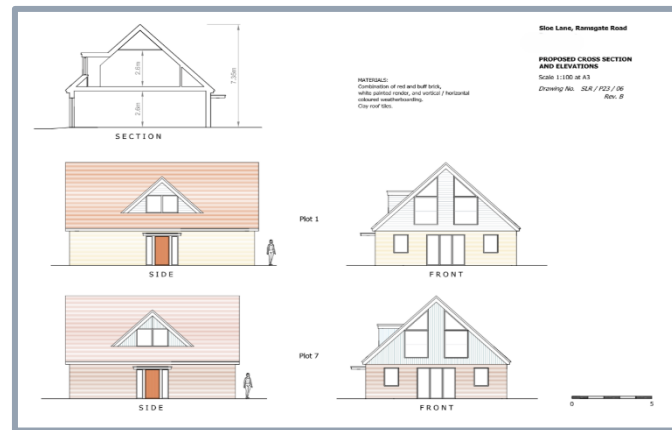 Sloe Lane, Ramsgate Road
PROPOSED CROSS SECTION
AND ELEVATIONS
Scale 1:100 at A3
Drawing No. SLR / P23 / 06
Rev. B
MATERIALS:
Combination of red and buff brick,
white painted render, and vertical / horizontal
coloured weatherboarding.
Clay roof tiles.
2.5m
2.6m
7.36m
SECTION
Plot 1
SIDE
FRONT
Plot 7
SIDE
FRONT
0
5